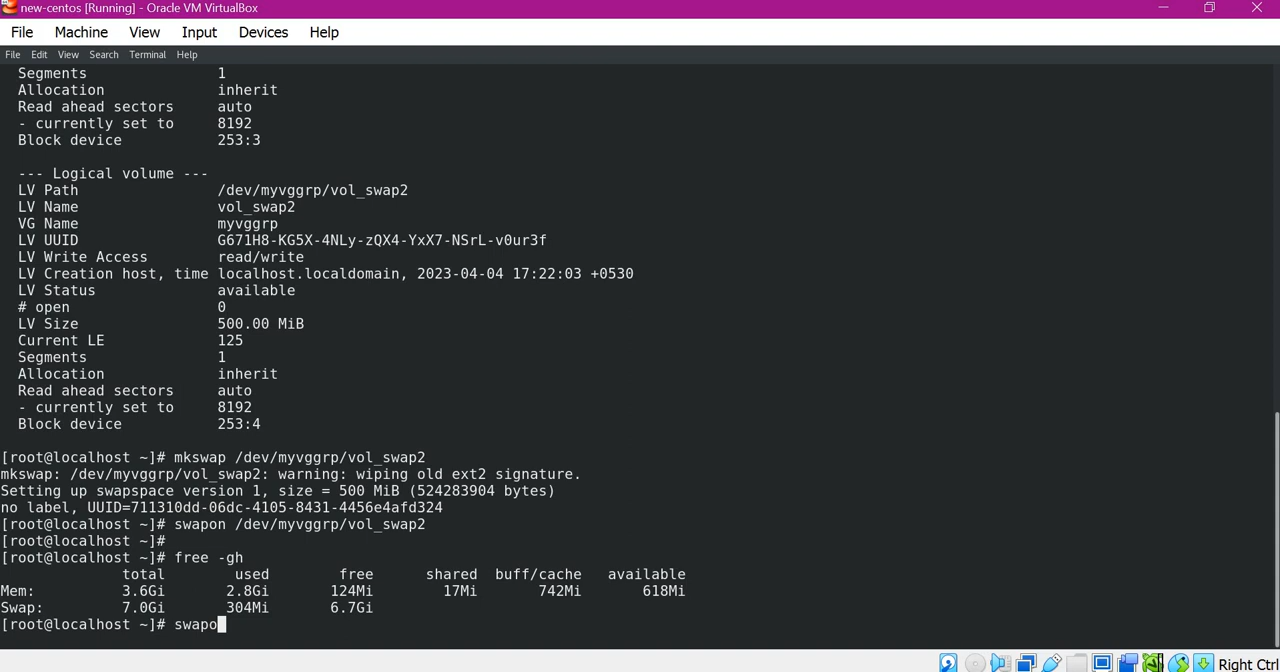 new-centos [Running] - Oracle VM VirtualBox
File Machine View Input Devices Help
File Edit View Search Terminal Help
Segments 1
Allocation inherit
Read ahead sectors auto
- currently set to 8192
Block device 253:3
--- Logical volume ---
LV Path /dev/myvggrp/vol_swap2
LV Name vol_swap2
VG Name myvggrp
LV UUID G671H8-KG5X-4NLy-zQX4-YxX7-NSrL-v0ur3f
LV Write Access read/write
LV Creation host, time localhost.localdomain, 2023-04-04 17:22:03 +0530
LV Status available
# open 0
LV Size 500.00 MiB
Current LE 125
Segments 1
Allocation inherit
Read ahead sectors auto
- currently set to 8192
Block device 253:4
[root@localhost ~]# mkswap /dev/myvggrp/vol_swap2
mkswap: /dev/myvggrp/vol_swap2: warning: wiping old ext2 signature.
Setting up swapspace version 1, size = 500 MiB (524283904 bytes)
no label, UUID=711310dd-06dc-4105-8431-4456e4afd324
[root@localhost ~]# swapon /dev/myvggrp/vol_swap2
[root@localhost ~]#
[root@localhost ~]# free -gh
total used free shared buff/cache available
Mem: 3.6Gi 2.8Gi 124Mi 17Mi 742Mi 618Mi
Swap: 7.0Gi 304Mi 6.7Gi
[root@localhost ~]# swapo
Right Ctrl